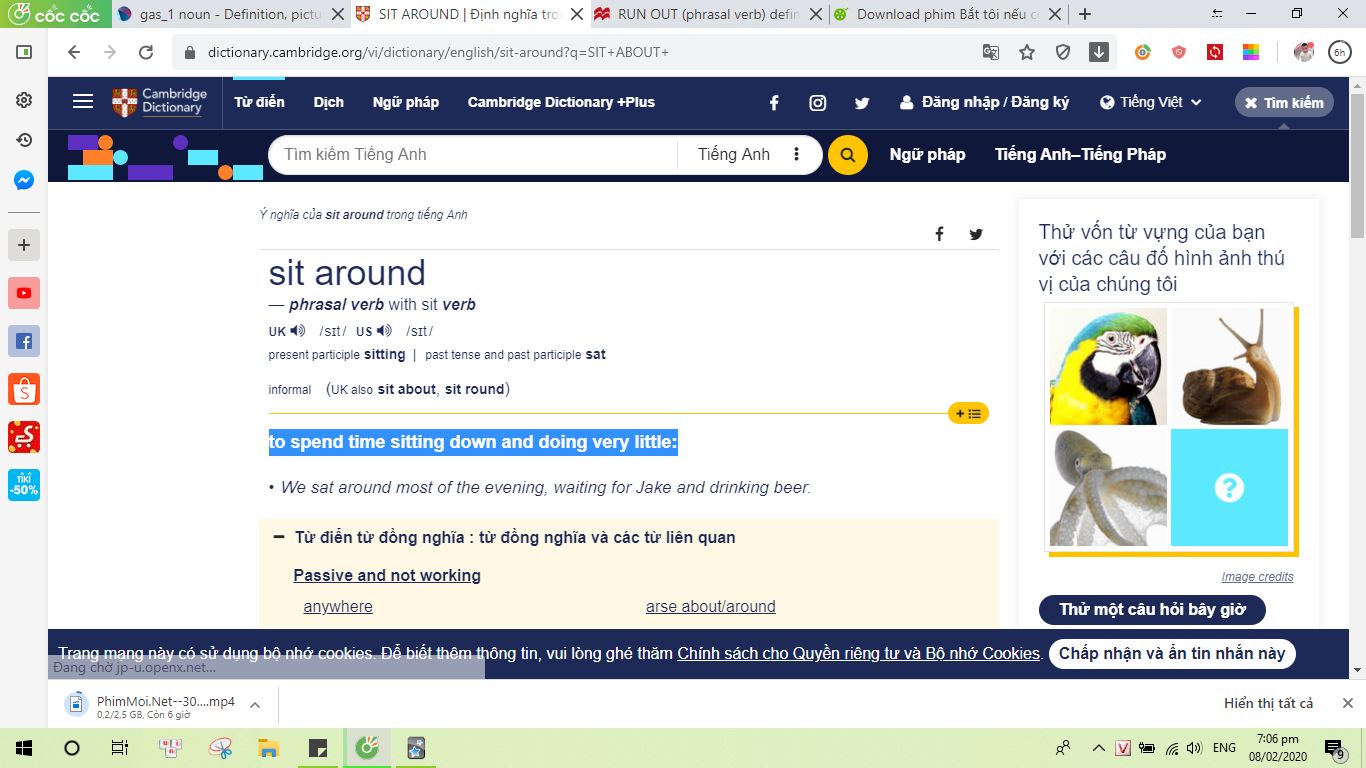 cốc cốc
gas_1 noun - Definition, pictu
SIT AROUND | Định nghĩa tro
RUN OUT (phrasal verb) defin
Download phim Bắt tôi nếu c
dictionary.cambridge.org/vi/dictionary/english/sit-around?q=SIT+ABOUT+
6h
Cambridge
Dictionary
Từ điển
Dịch
Ngữ pháp
Cambridge Dictionary +Plus
Đăng nhập / Đăng ký
Tiếng Việt
Tìm kiếm
Tìm kiếm Tiếng Anh
Tiếng Anh
Ngữ pháp
Tiếng Anh–Tiếng Pháp
Ý nghĩa của sit around trong tiếng Anh
sit around
— phrasal verb with sit verb
UK /sɪt/ US /sɪt/
present participle sitting | past tense and past participle sat
informal (UK also sit about, sit round)
to spend time sitting down and doing very little:
• We sat around most of the evening, waiting for Jake and drinking beer.
Từ điển từ đồng nghĩa : từ đồng nghĩa và các từ liên quan
Passive and not working
anywhere
arse about/around
Thử vốn từ vựng của bạn
với các câu đố hình ảnh thú
vị của chúng tôi
?
Image credits
Thử một câu hỏi bây giờ
TIKI
-50%
Trang mạng này có sử dụng bộ nhớ cookies. Để biết thêm thông tin, vui lòng ghé thăm Chính sách cho Quyền riêng tư và Bộ nhớ Cookies.
Chấp nhận và ẩn tin nhắn này
Đang chờ jp-u.openx.net...
PhimMoi.Net--30....mp4
0,2/2,5 GB, Còn 6 giờ
Hiển thị tất cả
V
ENG
7:06 pm
08/02/2020
9